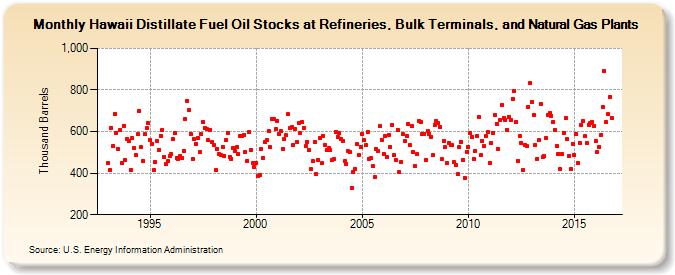 Monthly Hawaii Distillate Fuel Oil Stocks at Refineries, Bulk Terminals, and Natural Gas Plants
Thousand Barrels
1,000
800
600
400
200
1995 2000 2005 2010 2015
Source: U.S. Energy Information Administration